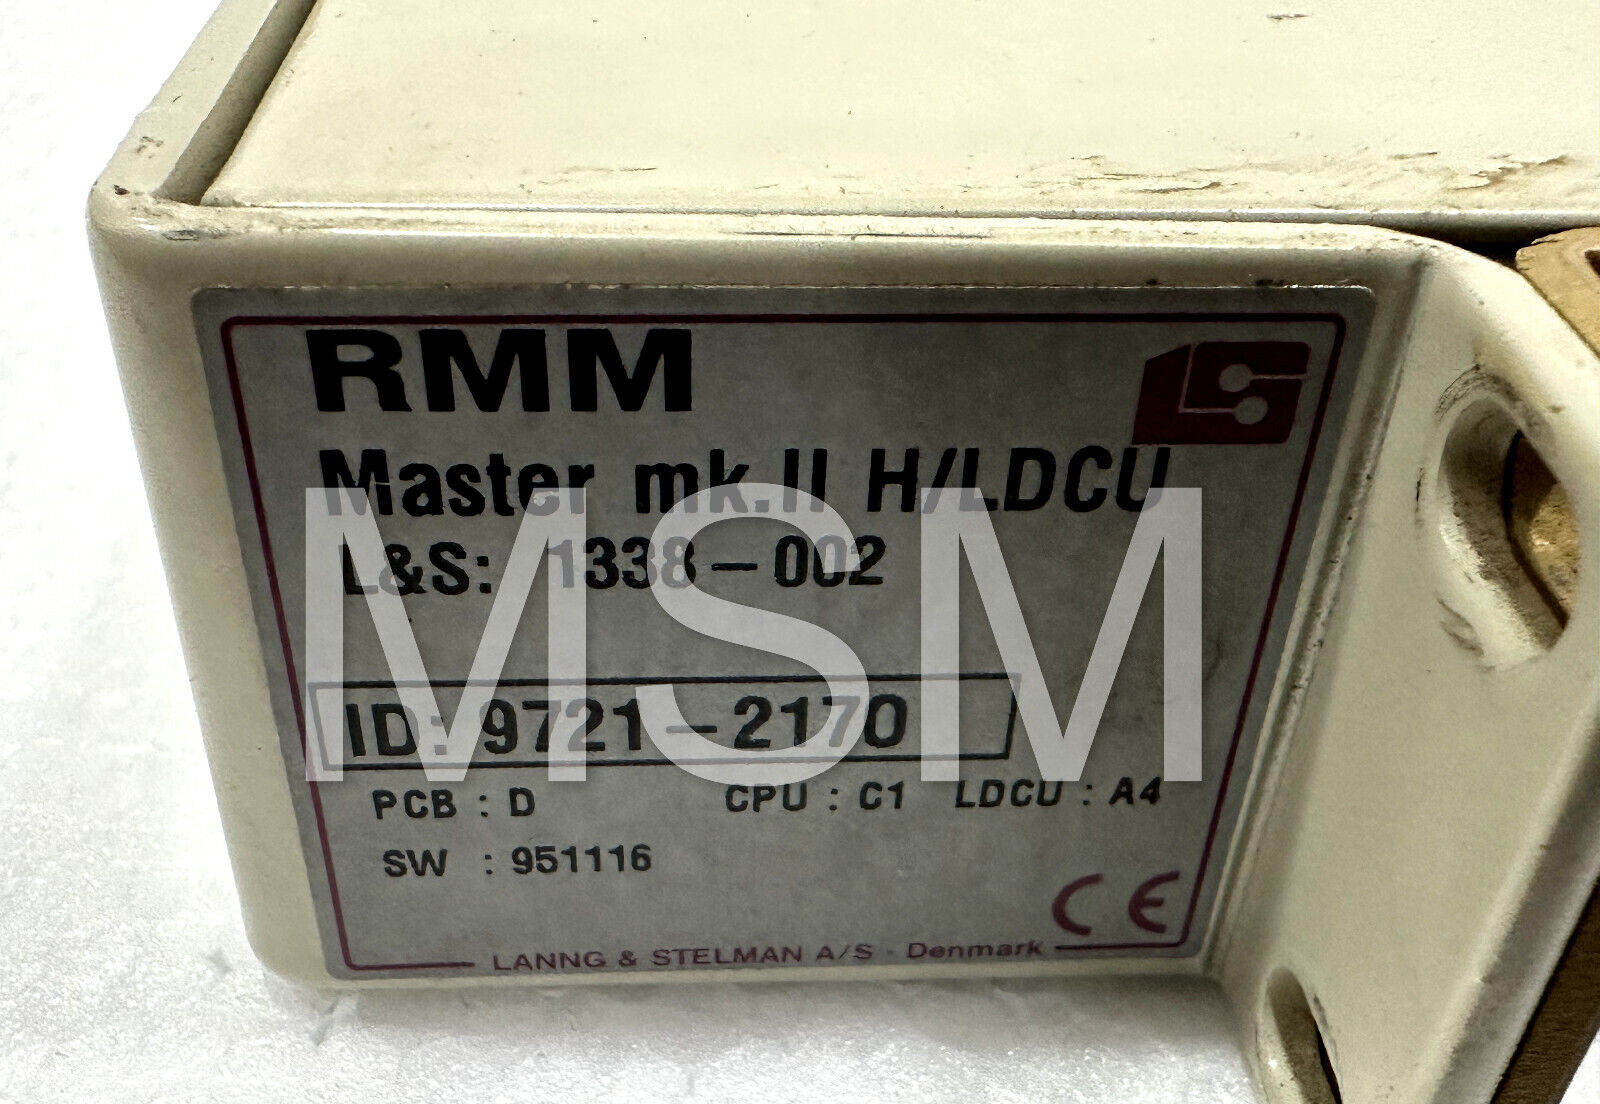 RMM
LS
Master mk.II H/LDCU
L&S: 1338-002
MSM
ID: 9721-2170
PCB : D CPU : C1 LDCU : A4
SW : 951116
CE
LANNG & STELMAN A/S · Denmark